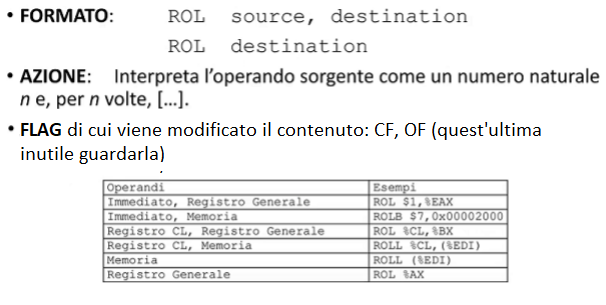 • FORMATO: ROL source, destination
ROL destination
• AZIONE: Interpreta l'operando sorgente come un numero naturale
n e, per n volte, [...].
• FLAG di cui viene modificato il contenuto: CF, OF (quest'ultima
inutile guardarla)
Operandi Esempi
Immediato, Registro Generale ROL $1,%EAX
Immediato, Memoria ROLB $7,0x00002000
Registro CL, Registro Generale ROL %CL,%BX
Registro CL, Memoria ROLL %CL,(%EDI)
Memoria ROLL (%EDI)
Registro Generale ROL %AX